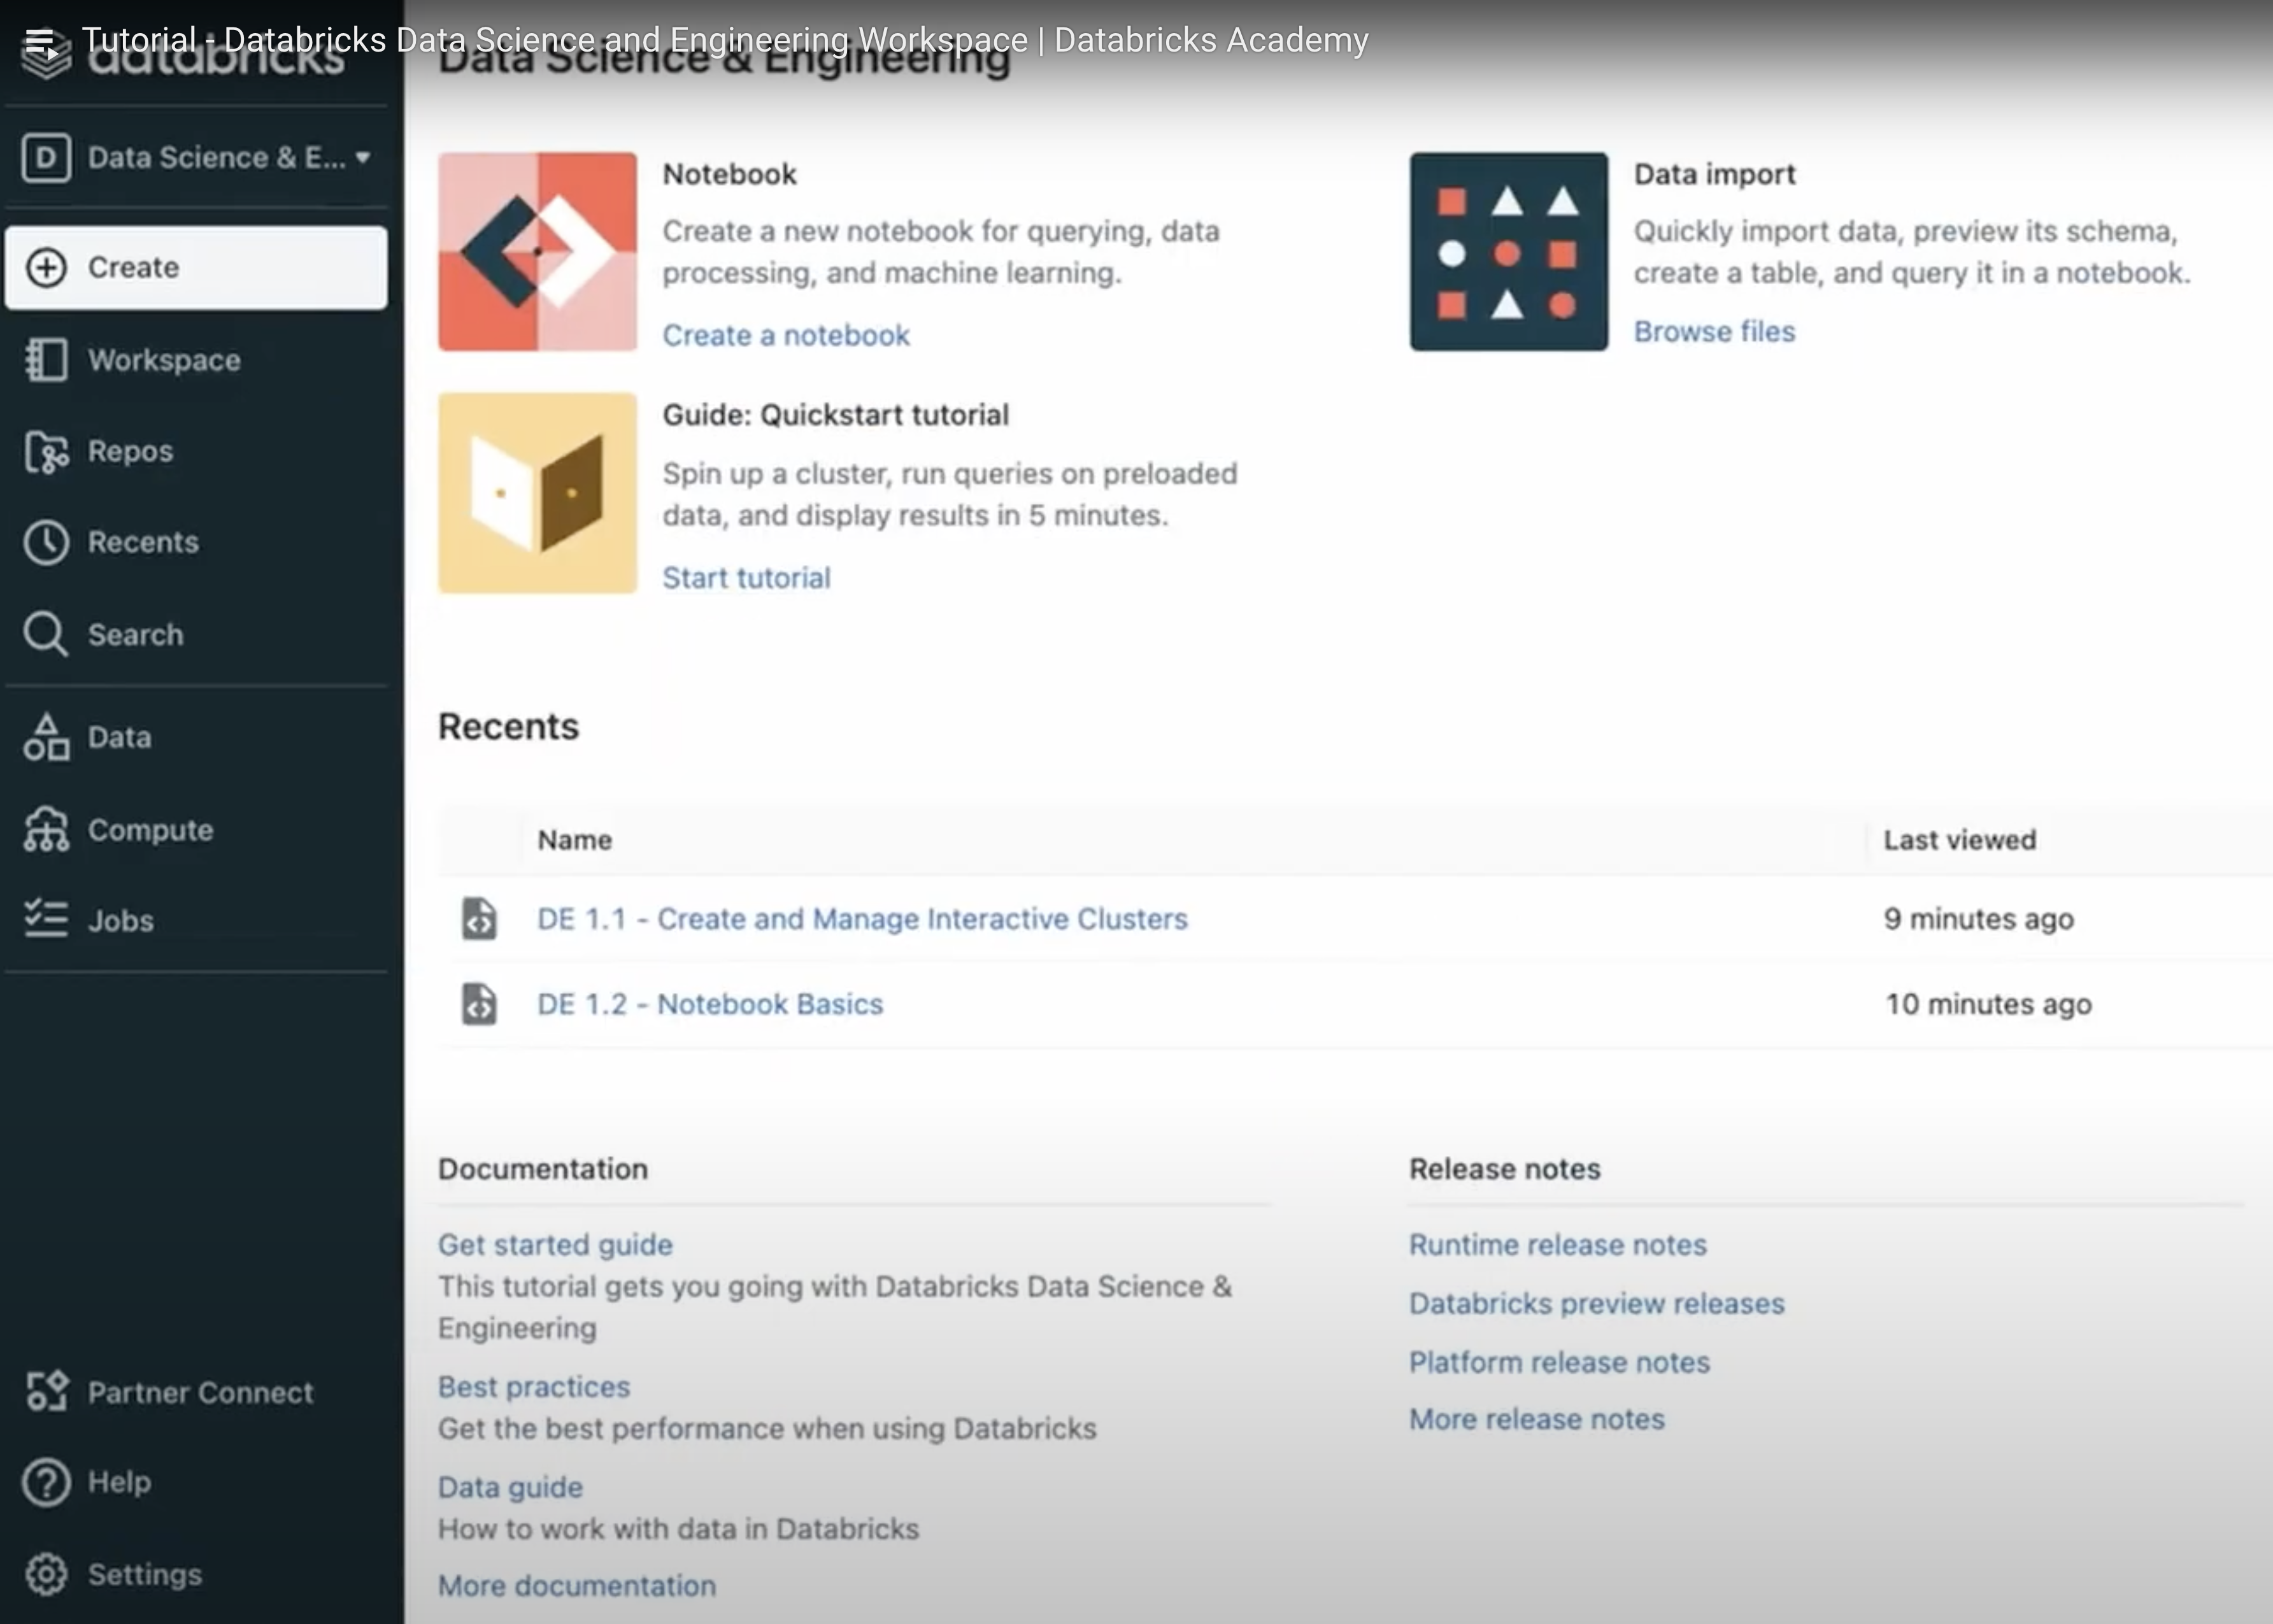 Tutorial - Databricks Data Science and Engineering Workspace | Databricks Academy
databricks
Data Science & Engineering
D
Data Science & E...
Create
Workspace
Repos
Recents
Search
Data
Compute
Jobs
Partner Connect
Help
Settings
Notebook
Create a new notebook for querying, data
processing, and machine learning.
Create a notebook
Data import
Quickly import data, preview its schema,
create a table, and query it in a notebook.
Browse files
Guide: Quickstart tutorial
Spin up a cluster, run queries on preloaded
data, and display results in 5 minutes.
Start tutorial
Recents
Name Last viewed
DE 1.1 - Create and Manage Interactive Clusters 9 minutes ago
DE 1.2 - Notebook Basics 10 minutes ago
Documentation
Get started guide
This tutorial gets you going with Databricks Data Science &
Engineering
Best practices
Get the best performance when using Databricks
Data guide
How to work with data in Databricks
More documentation
Release notes
Runtime release notes
Databricks preview releases
Platform release notes
More release notes